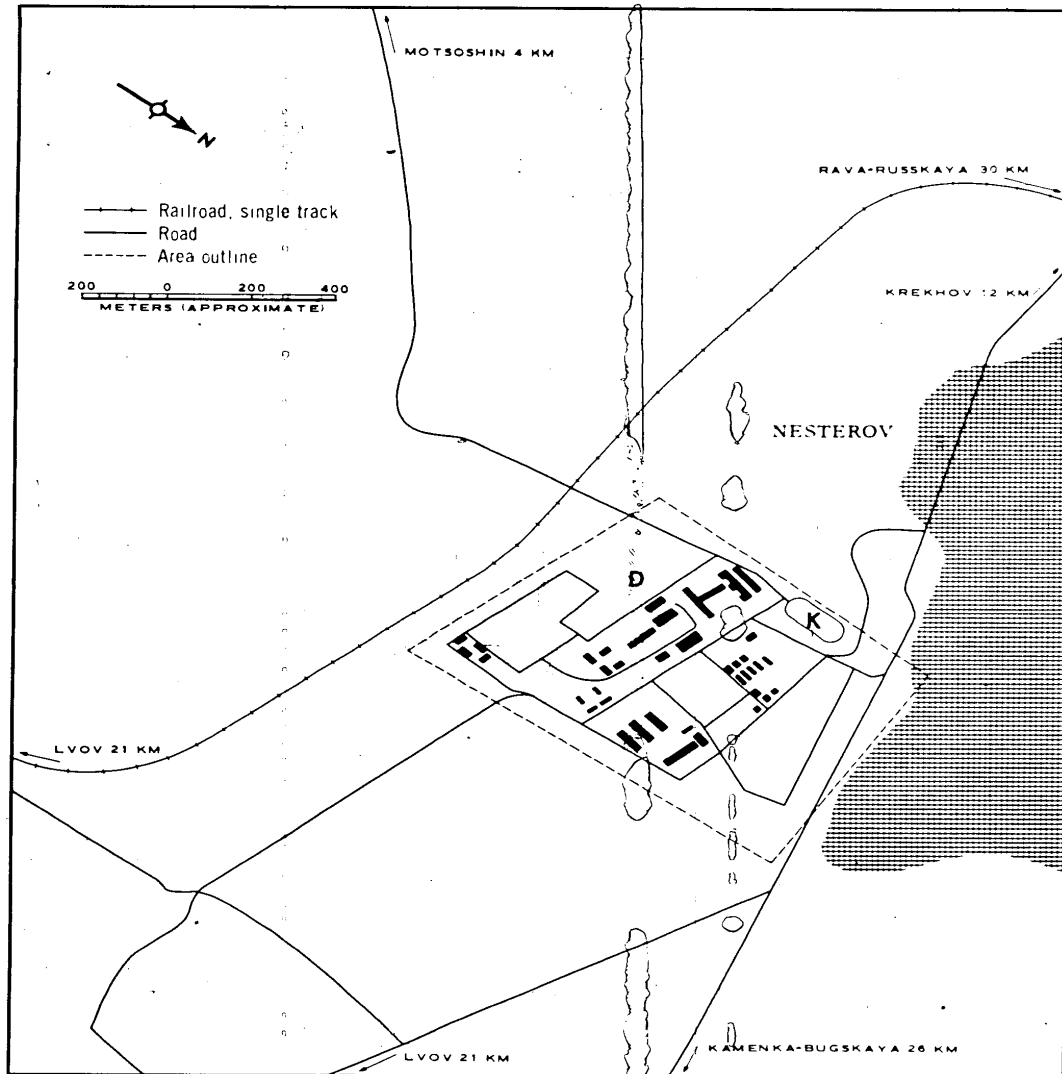 MOTSOSHIN 4 KM
N
RAVA-RUSSKAYA 30 KM
Railroad, single track
Road
Area outline
200 0 200 400
METERS (APPROXIMATE)
KREKHOV 12 KM
NESTEROV
D
K
LVOV 21 KM
LVOV 21 KM
KAMENKA-BUGSKAYA 26 KM